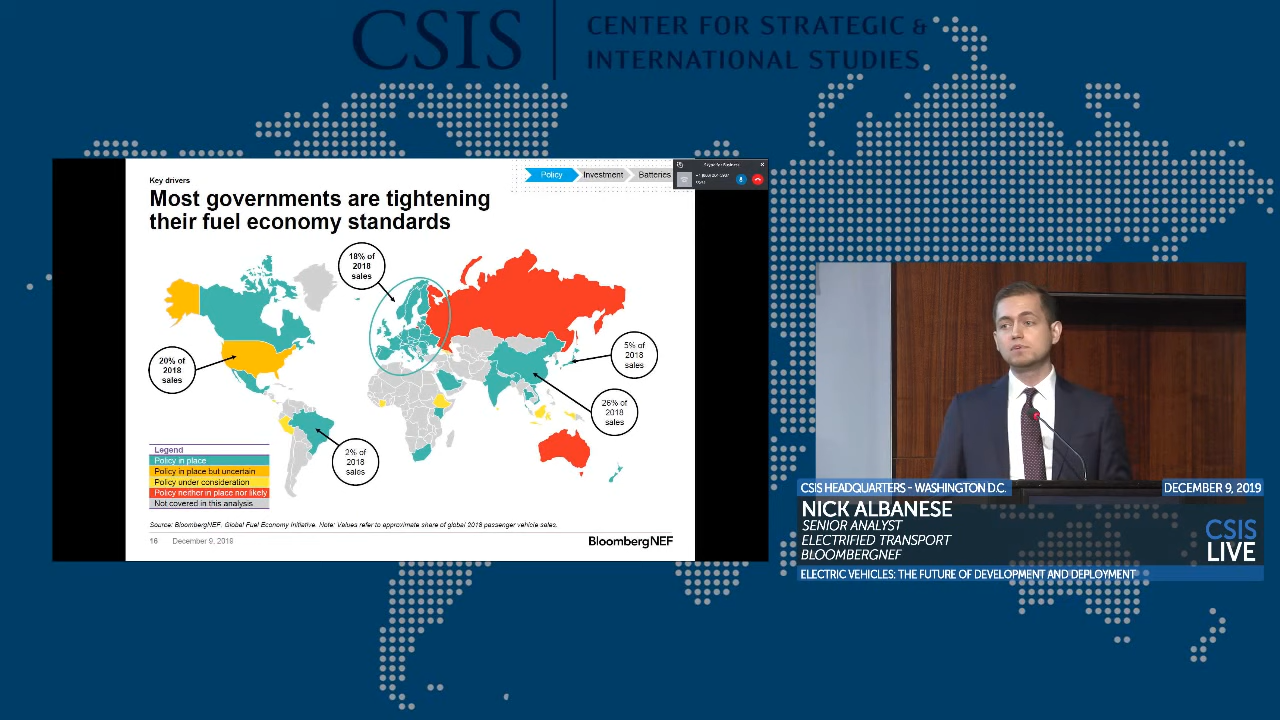 CSIS
CENTER FOR STRATEGIC &
INTERNATIONAL STUDIES
Key drivers
Policy
Investment
Batteries
Skype for Business
Most governments are tightening
their fuel economy standards
18% of
2018
sales
20% of
2018
sales
5% of
2018
sales
26% of
2018
sales
2% of
2018
sales
Legend
Policy in place
Policy in place but uncertain
Policy under consideration
Policy neither in place nor likely
Not covered in this analysis
Source: BloombergNEF, Global Fuel Economy Initiative. Note: Values refer to approximate share of global 2018 passenger vehicle sales.
16 December 9, 2019
BloombergNEF
CSIS HEADQUARTERS - WASHINGTON D.C.
DECEMBER 9, 2019
NICK ALBANESE
SENIOR ANALYST
ELECTRIFIED TRANSPORT
BLOOMBERGNEF
CSIS
LIVE
ELECTRIC VEHICLES: THE FUTURE OF DEVELOPMENT AND DEPLOYMENT